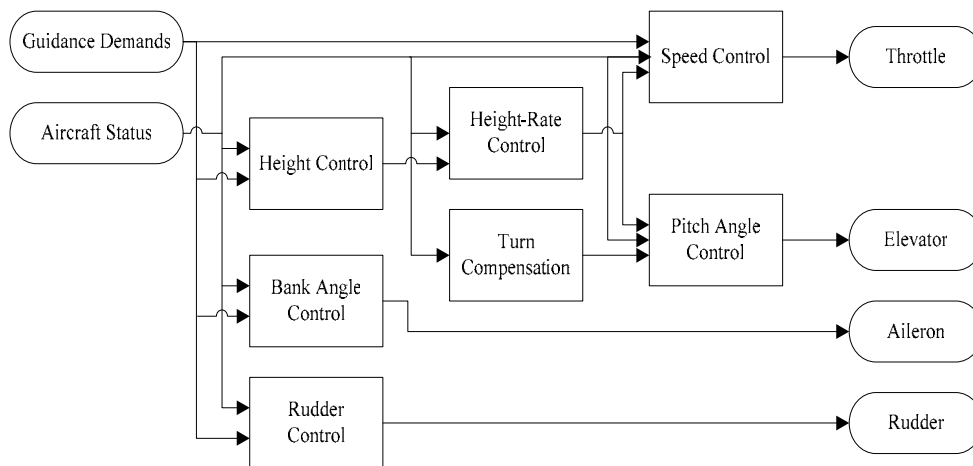 Guidance Demands
Aircraft Status
Height Control
Bank Angle
Control
Rudder
Control
Height-Rate
Control
Turn
Compensation
Speed Control
Pitch Angle
Control
Throttle
Elevator
Aileron
Rudder